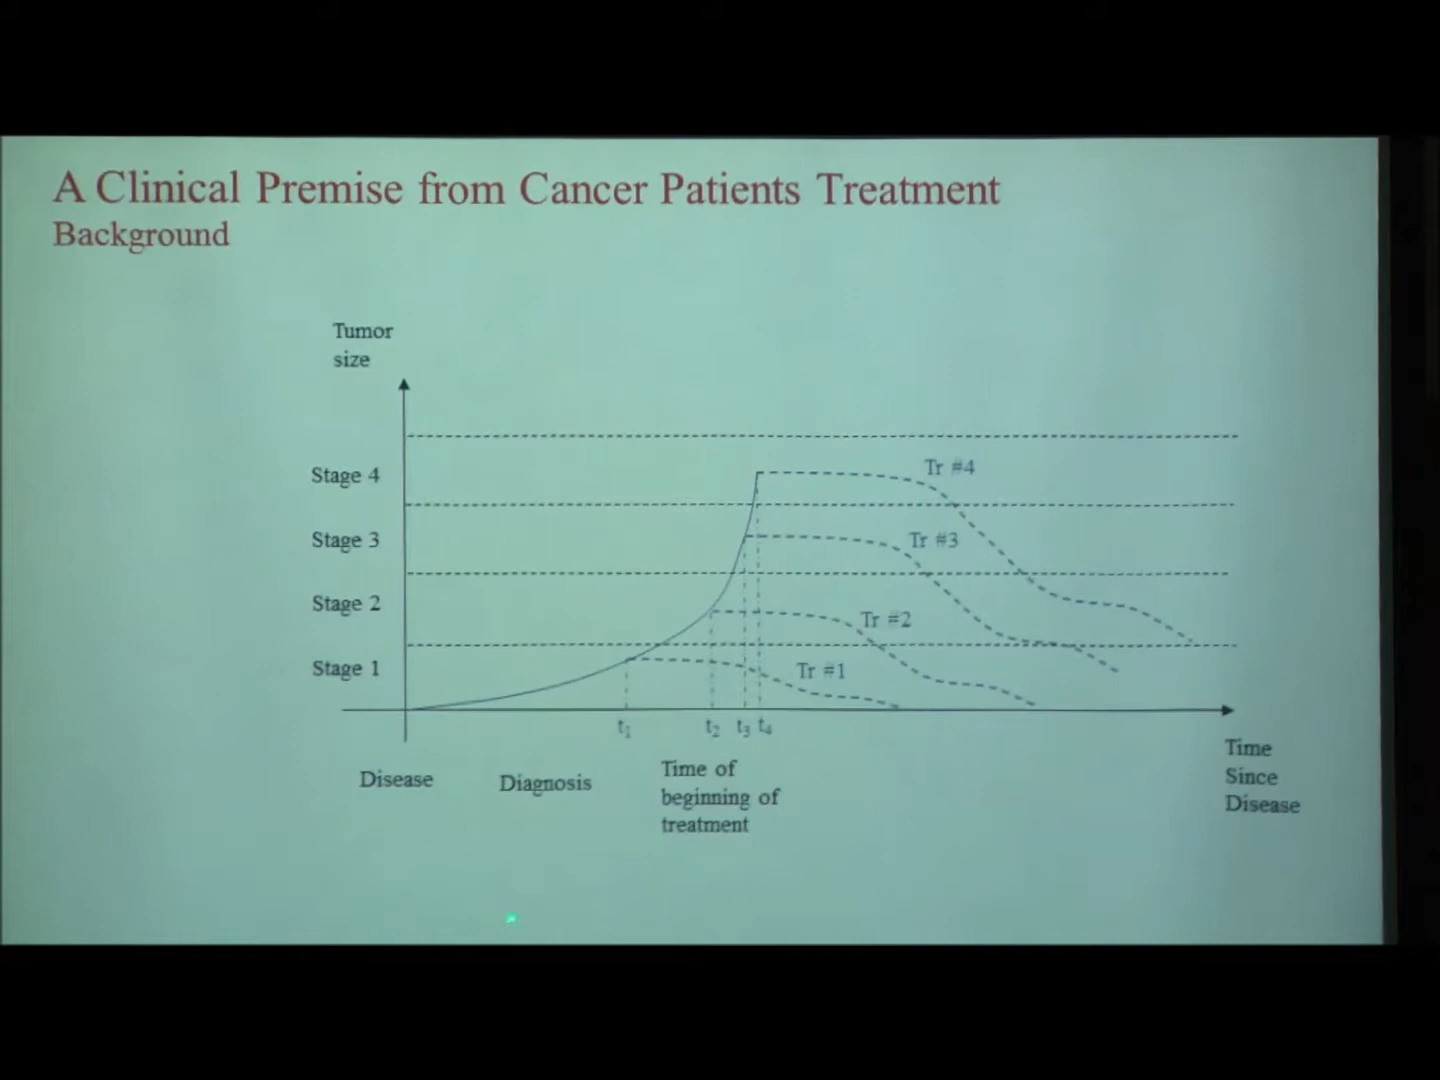 A Clinical Premise from Cancer Patients Treatment
Background
Tumor
size
Stage 4
Stage 3
Stage 2
Stage 1
Tr #4
Tr #3
Tr #2
Tr #1
t₁ t₂ t₃ t₄
Disease
Diagnosis
Time of
beginning of
treatment
Time
Since
Disease